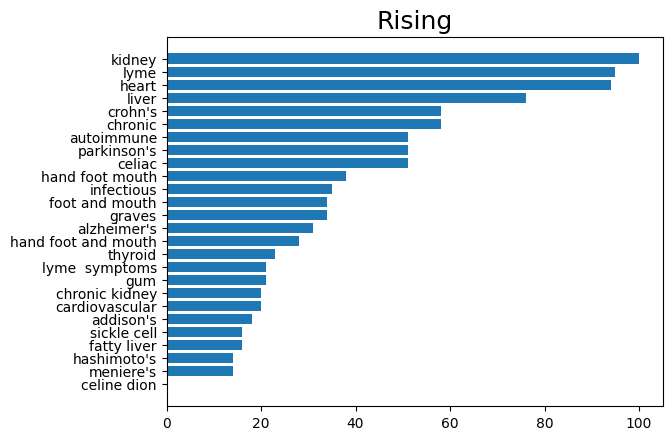 Rising
kidney
lyme
heart
liver
crohn's
chronic
autoimmune
parkinson's
celiac
hand foot mouth
infectious
foot and mouth
graves
alzheimer's
hand foot and mouth
thyroid
lyme  symptoms
gum
chronic kidney
cardiovascular
addison's
sickle cell
fatty liver
hashimoto's
meniere's
celine dion
0 20 40 60 80 100